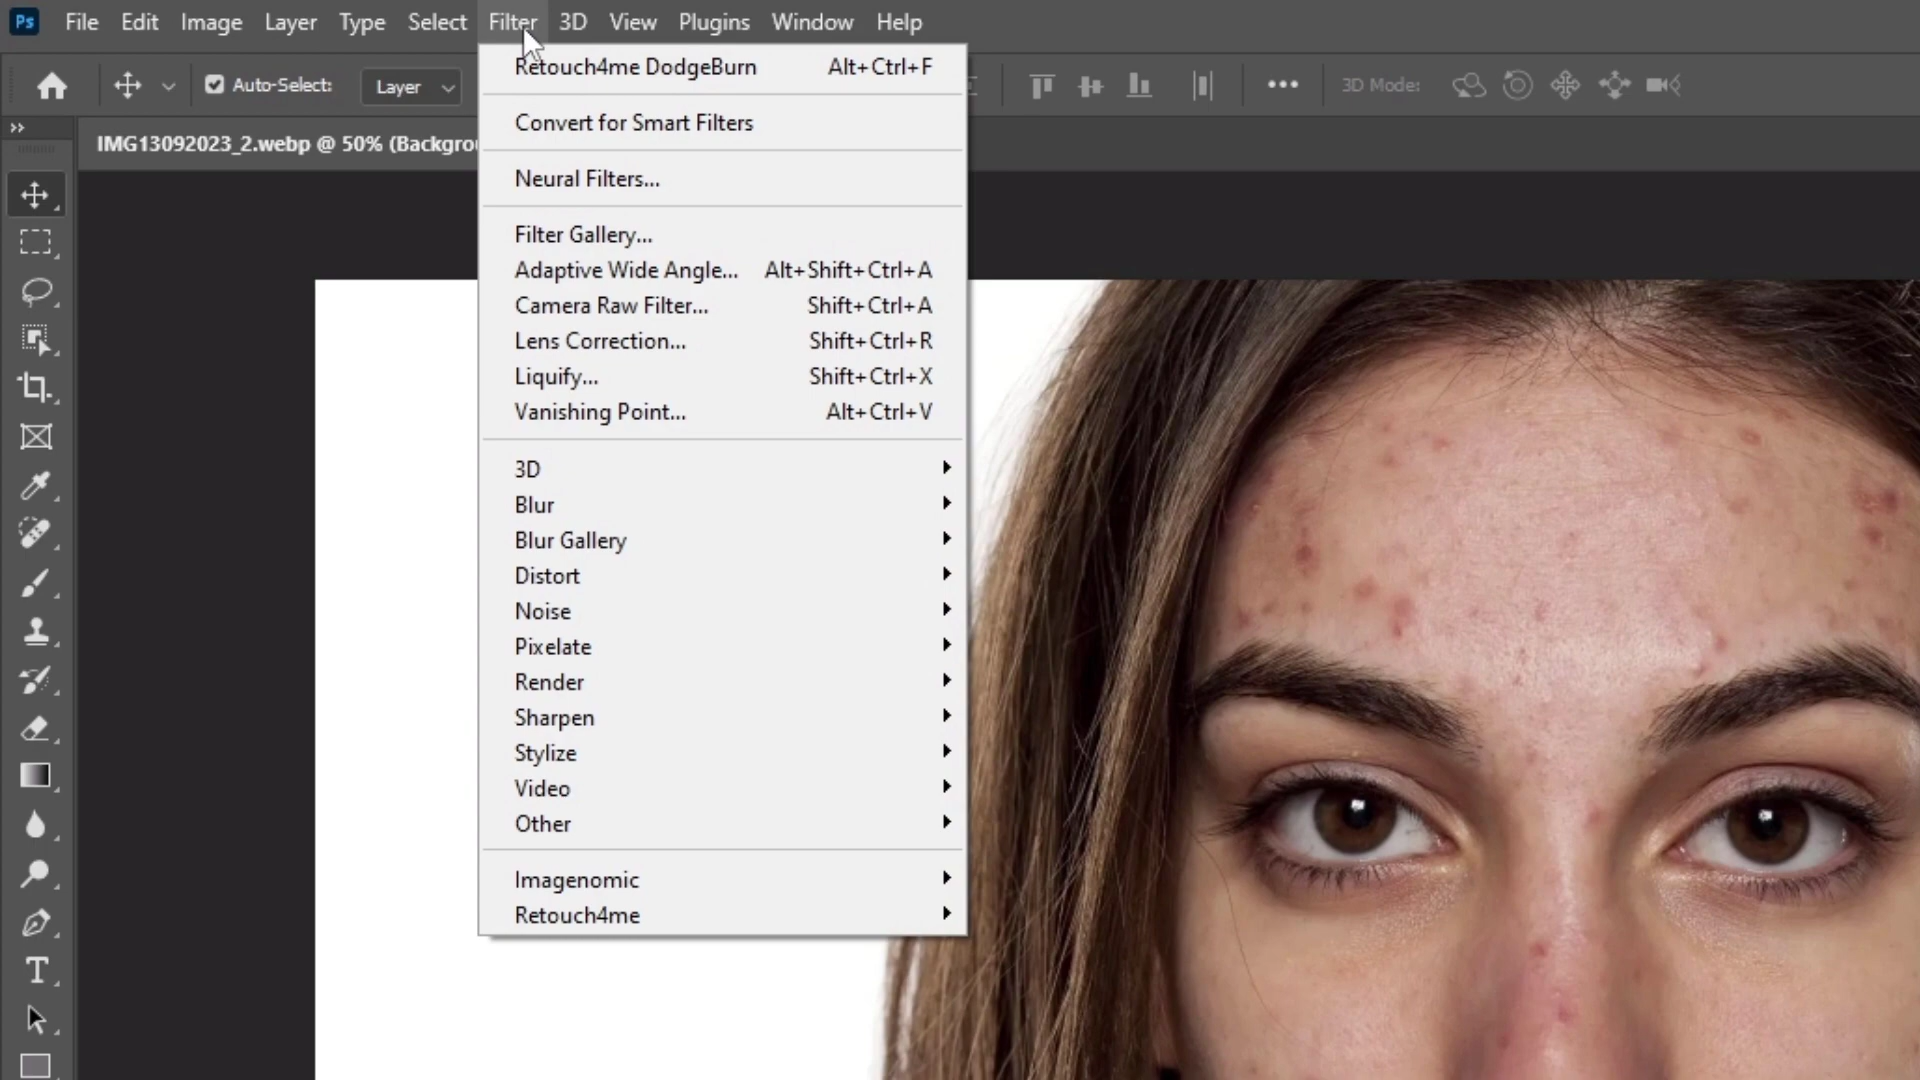 Ps File Edit Image Layer Type Select Filter 3D View Plugins Window Help
Auto-Select: Layer 3D Mode:
IMG13092023_2.webp @ 50% (Backgrou
Retouch4me DodgeBurn Alt+Ctrl+F
Convert for Smart Filters
Neural Filters...
Filter Gallery...
Adaptive Wide Angle... Alt+Shift+Ctrl+A
Camera Raw Filter... Shift+Ctrl+A
Lens Correction... Shift+Ctrl+R
Liquify... Shift+Ctrl+X
Vanishing Point... Alt+Ctrl+V
3D
Blur
Blur Gallery
Distort
Noise
Pixelate
Render
Sharpen
Stylize
Video
Other
Imagenomic
Retouch4me